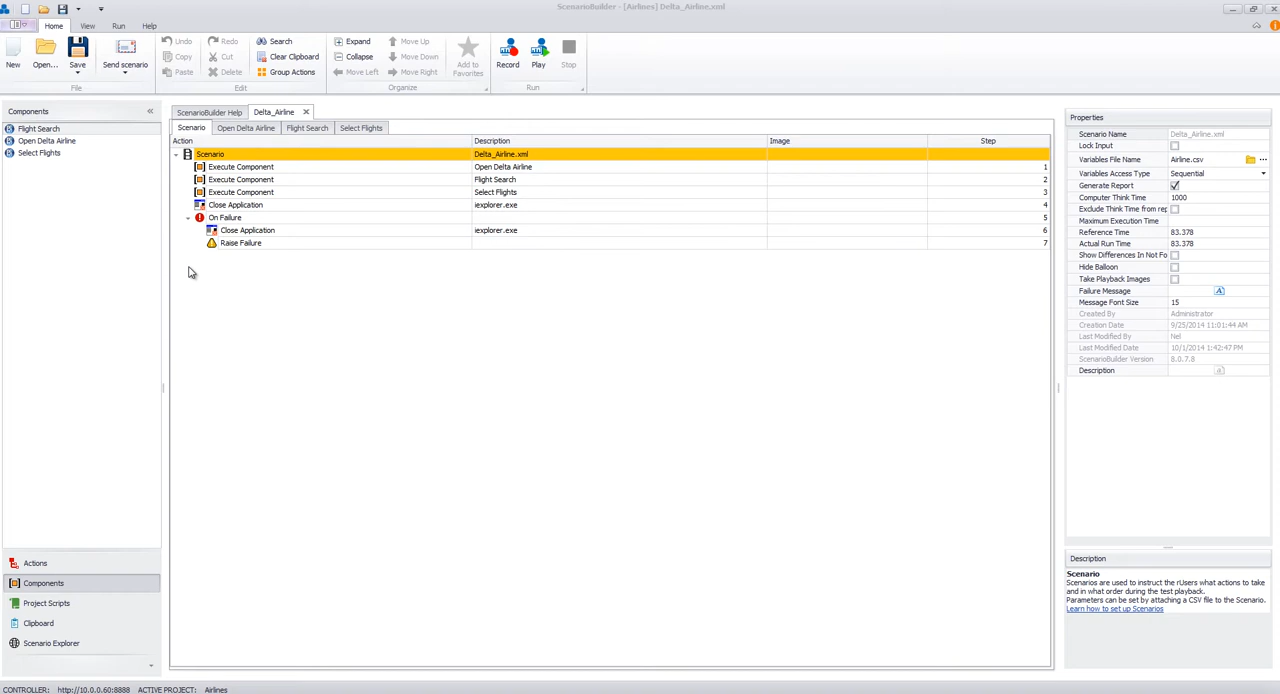 ScenarioBuilder - [Airlines] Delta_Airline.xml
Home View Run Help
New Open... Save Send scenario
Undo Redo Search
Copy Cut Clear Clipboard
Paste Delete Group Actions
Expand Move Up
Collapse Move Down
Move Left Move Right
Add to Favorites
Record Play Stop
File Edit Organize Run
Components
Flight Search
Open Delta Airline
Select Flights
Actions
Components
Project Scripts
Clipboard
Scenario Explorer
ScenarioBuilder Help Delta_Airline
Scenario Open Delta Airline Flight Search Select Flights
Action Description Image Step
Scenario Delta_Airline.xml
Execute Component Open Delta Airline 1
Execute Component Flight Search 2
Execute Component Select Flights 3
Close Application iexplorer.exe 4
On Failure 5
Close Application iexplorer.exe 6
Raise Failure 7
Properties
Scenario Name Delta_Airline.xml
Lock Input
Variables File Name Airline.csv
Variables Access Type Sequential
Generate Report
Computer Think Time 1000
Exclude Think Time from rep
Maximum Execution Time
Reference Time 83.378
Actual Run Time 83.378
Show Differences In Not Fo
Hide Balloon
Take Playback Images
Failure Message
Message Font Size 15
Created By Administrator
Creation Date 9/25/2014 11:01:44 AM
Last Modified By Nel
Last Modified Date 10/1/2014 1:42:47 PM
ScenarioBuilder Version 8.0.7.8
Description
Description
Scenario
Scenarios are used to instruct the rUsers what actions to take
and in what order during the test playback.
Parameters can be set by attaching a CSV file to the Scenario.
Learn how to set up Scenarios
CONTROLLER: http://10.0.0.60:8888 ACTIVE PROJECT: Airlines